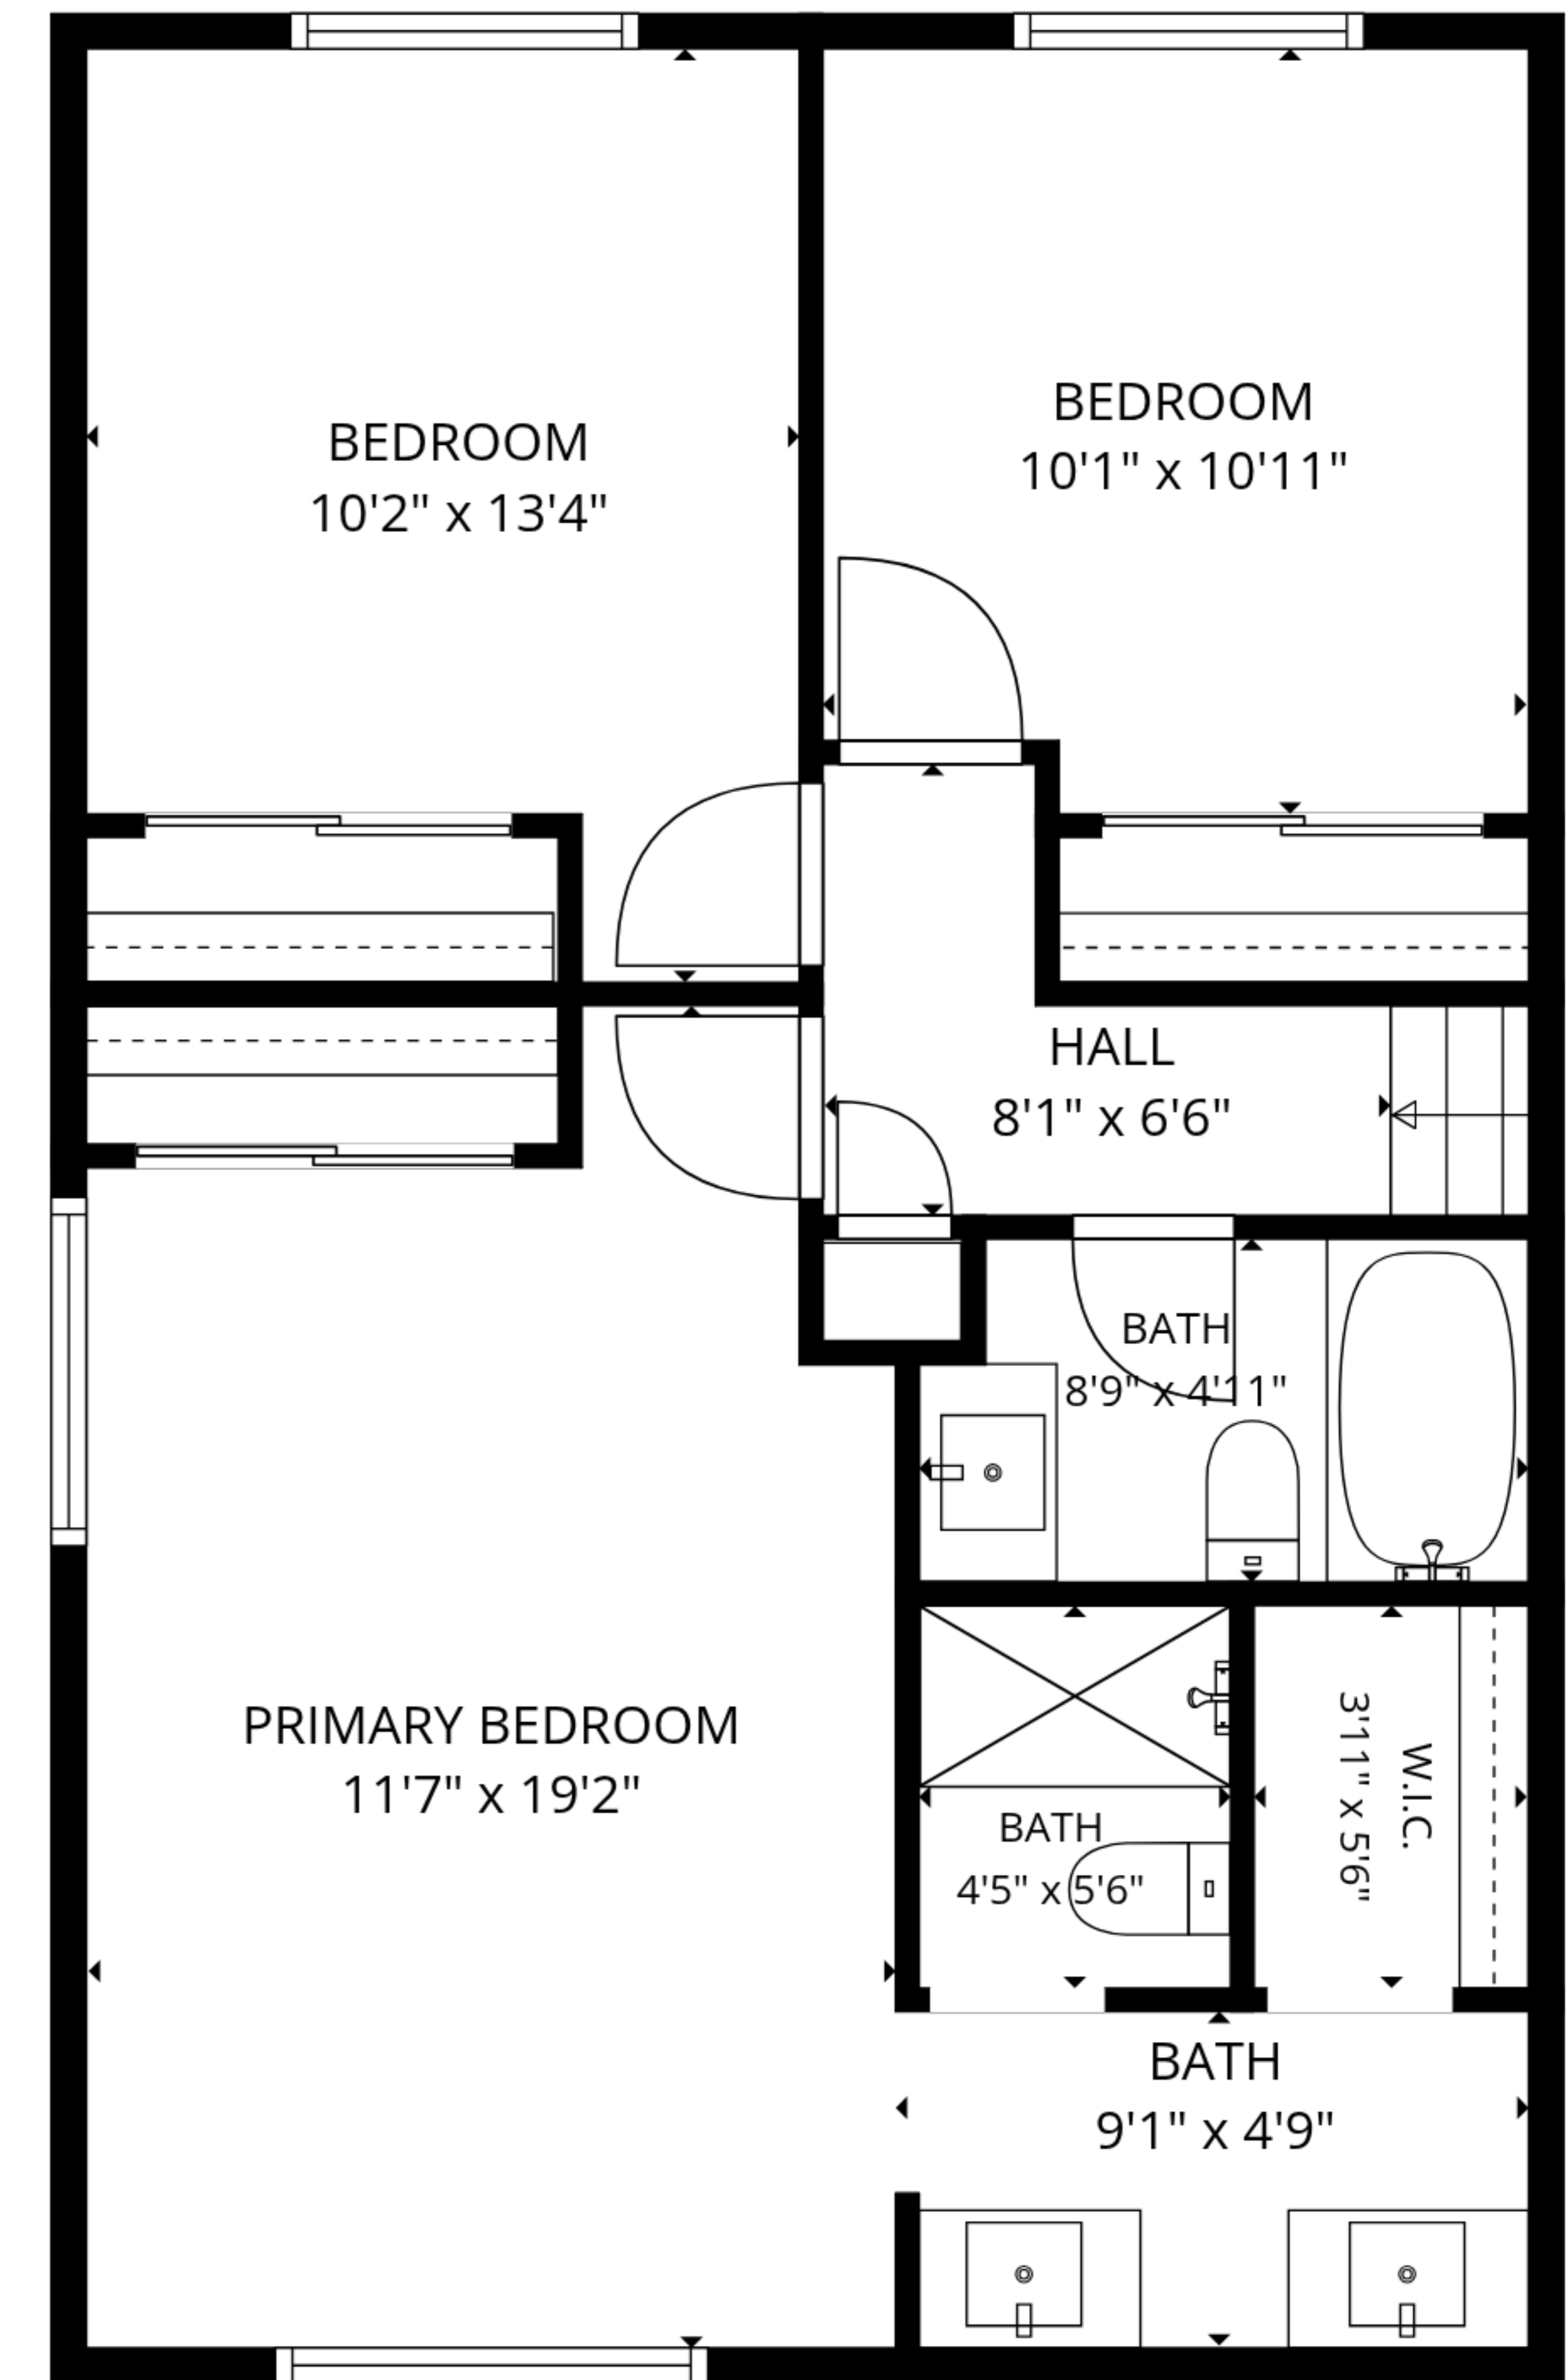 BEDROOM
10'2" x 13'4"
BEDROOM
10'1" x 10'11"
HALL
8'1" x 6'6"
BATH
8'9" x 4'11"
PRIMARY BEDROOM
11'7" x 19'2"
W.I.C.
3'11" x 5'6"
BATH
4'5" x 5'6"
BATH
9'1" x 4'9"